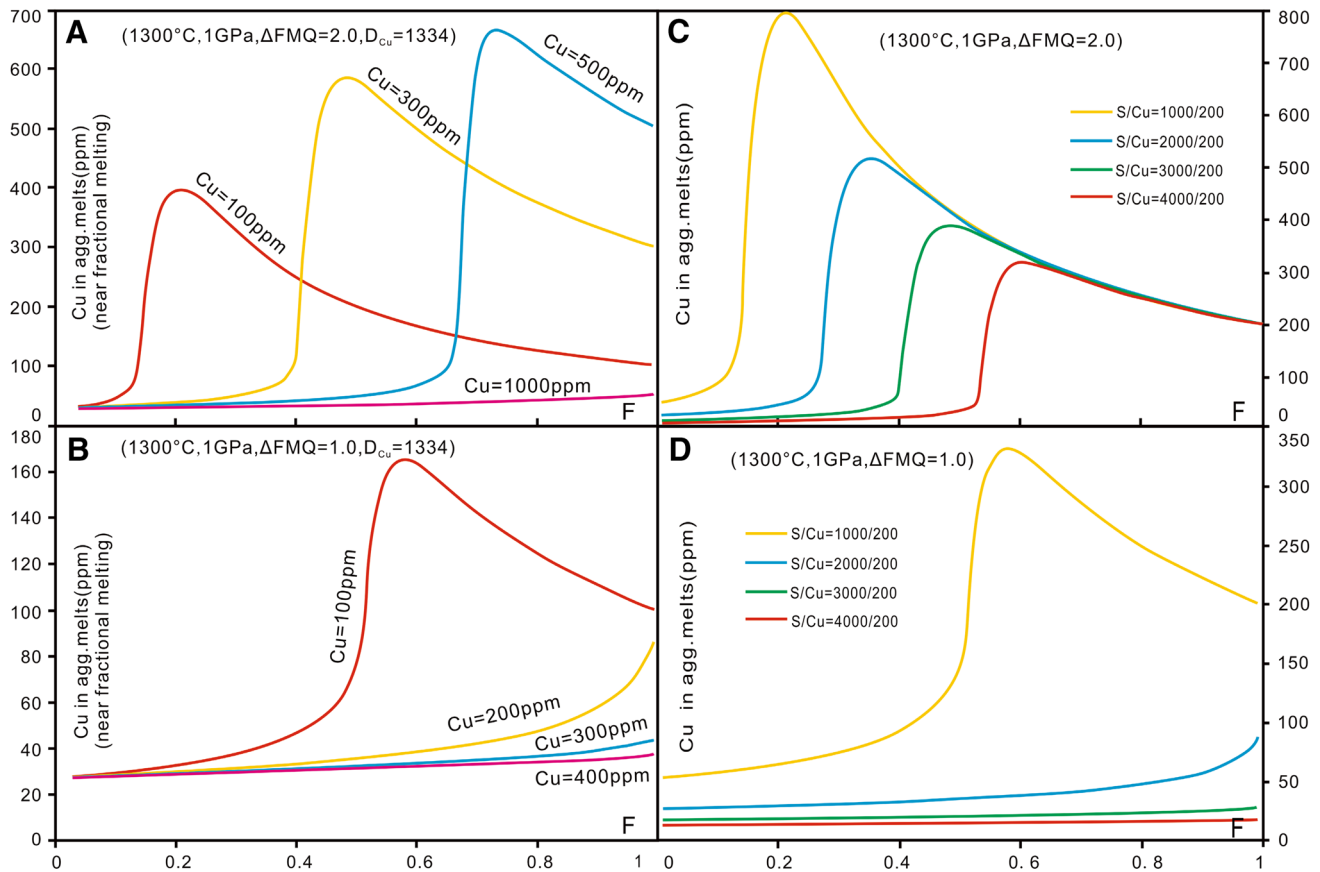 A
(1300°C,1GPa,ΔFMQ=2.0,DCu=1334)
700
600
500
400
300
200
100
0
Cu in agg.melts(ppm)
(near fractional melting)
Cu=100ppm
Cu=300ppm
Cu=500ppm
Cu=1000ppm
F
C
(1300°C,1GPa,ΔFMQ=2.0)
Cu in agg.melts(ppm)
S/Cu=1000/200
S/Cu=2000/200
S/Cu=3000/200
S/Cu=4000/200
F
800
700
600
500
400
300
200
100
0
B
(1300°C,1GPa,ΔFMQ=1.0,DCu=1334)
180
160
140
120
100
80
60
40
20
0
Cu in agg.melts(ppm)
(near fractional melting)
Cu=100ppm
Cu=200ppm
Cu=300ppm
Cu=400ppm
F
0
0.2
0.4
0.6
0.8
1
D
(1300°C,1GPa,ΔFMQ=1.0)
Cu in agg.melts(ppm)
S/Cu=1000/200
S/Cu=2000/200
S/Cu=3000/200
S/Cu=4000/200
F
350
300
250
200
150
100
50
0
0
0.2
0.4
0.6
0. 8
1